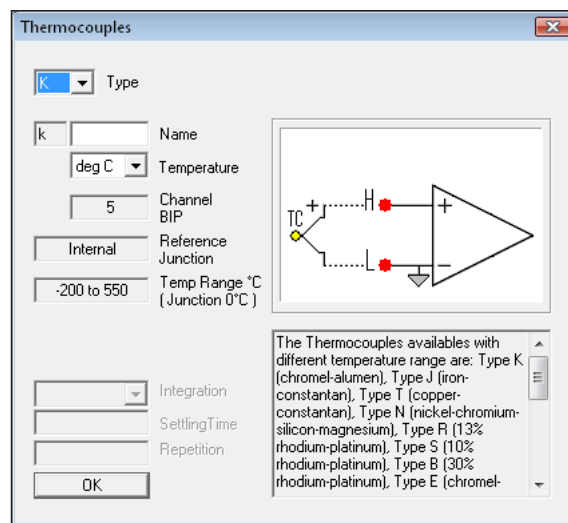 Thermocouples
K Type
k Name
deg C Temperature
5 Channel
BIP
Internal Reference
Junction
-200 to 550 Temp Range °C
( Junction 0°C )
Integration
SettlingTime
Repetition
OK
TC + H +
L −
The Thermocouples availables with
different temperature range are: Type K
(chromel-alumen), Type J (iron-
constantan), Type T (copper-
constantan), Type N (nickel-chromium-
silicon-magnesium), Type R (13%
rhodium-platinum), Type S (10%
rhodium-platinum), Type B (30%
rhodium-platinum), Type E (chromel-